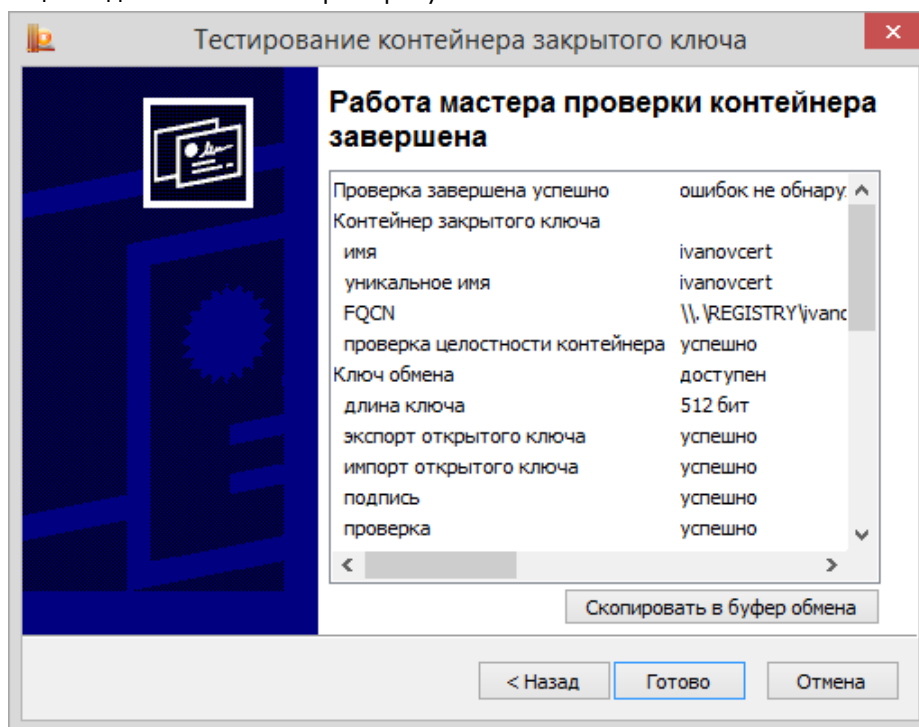 Тестирование контейнера закрытого ключа
Работа мастера проверки контейнера
завершена
Проверка завершена успешно ошибок не обнару
Контейнер закрытого ключа
имя ivanovcert
уникальное имя ivanovcert
FQCN \\.\REGISTRY\ivanc
проверка целостности контейнера успешно
Ключ обмена доступен
длина ключа 512 бит
экспорт открытого ключа успешно
импорт открытого ключа успешно
подпись успешно
проверка успешно
Скопировать в буфер обмена
< Назад Готово Отмена